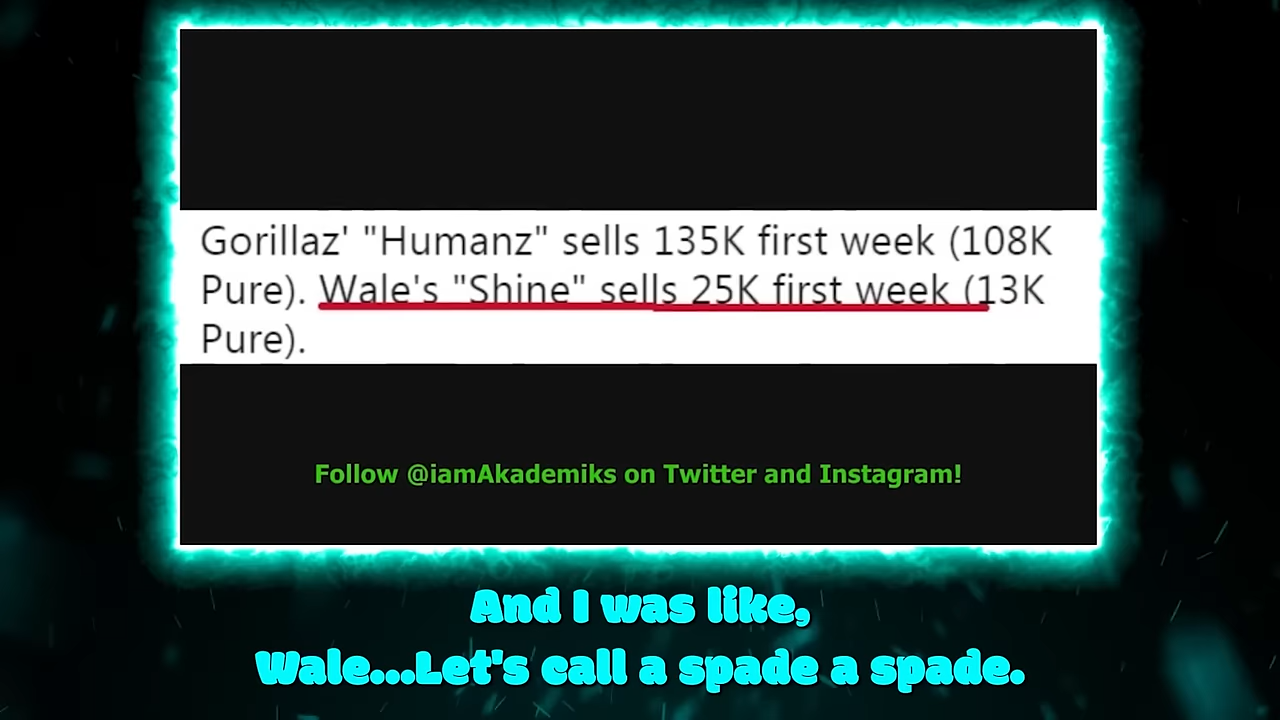 Gorillaz' "Humanz" sells 135K first week (108K
Pure). Wale's "Shine" sells 25K first week (13K
Pure).
Follow @iamAkademiks on Twitter and Instagram!
And I was like,
Wale...Let's call a spade a spade.